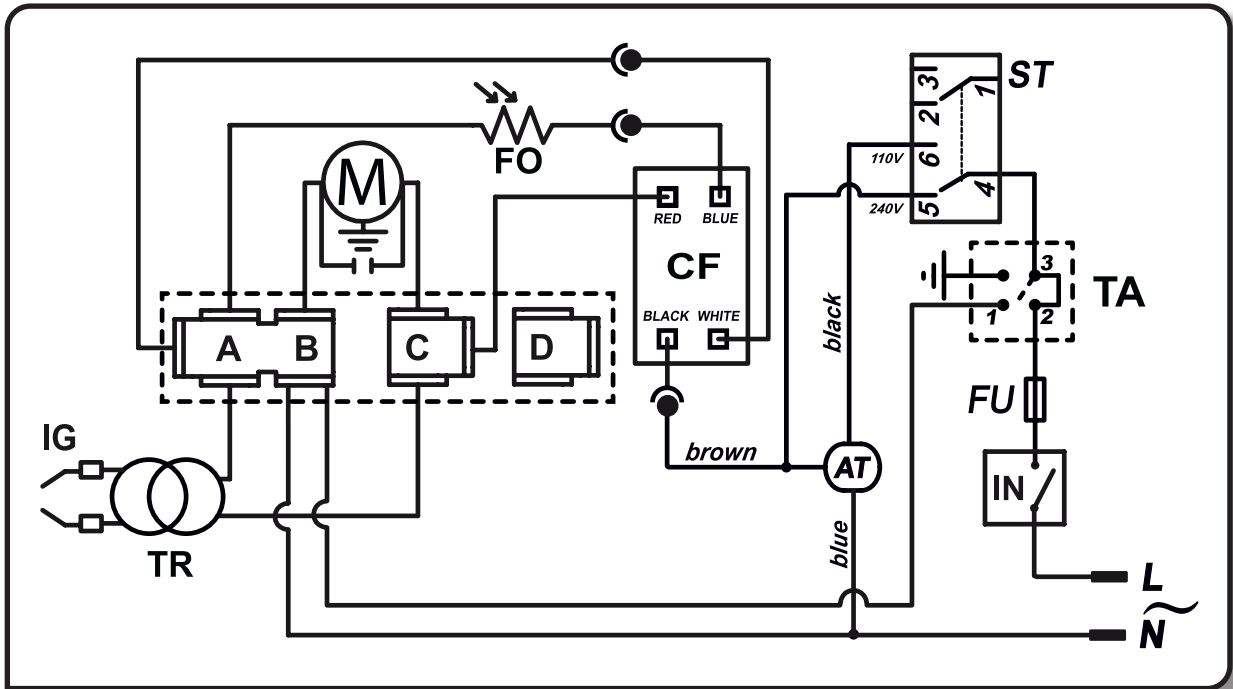 ST
3
1
2
FO
110V
6
M
4
240V
5
RED
BLUE
CF
3
TA
BLACK
WHITE
1
2
black
A
B
C
D
FU
IG
brown
AT
IN
TR
blue
L
N